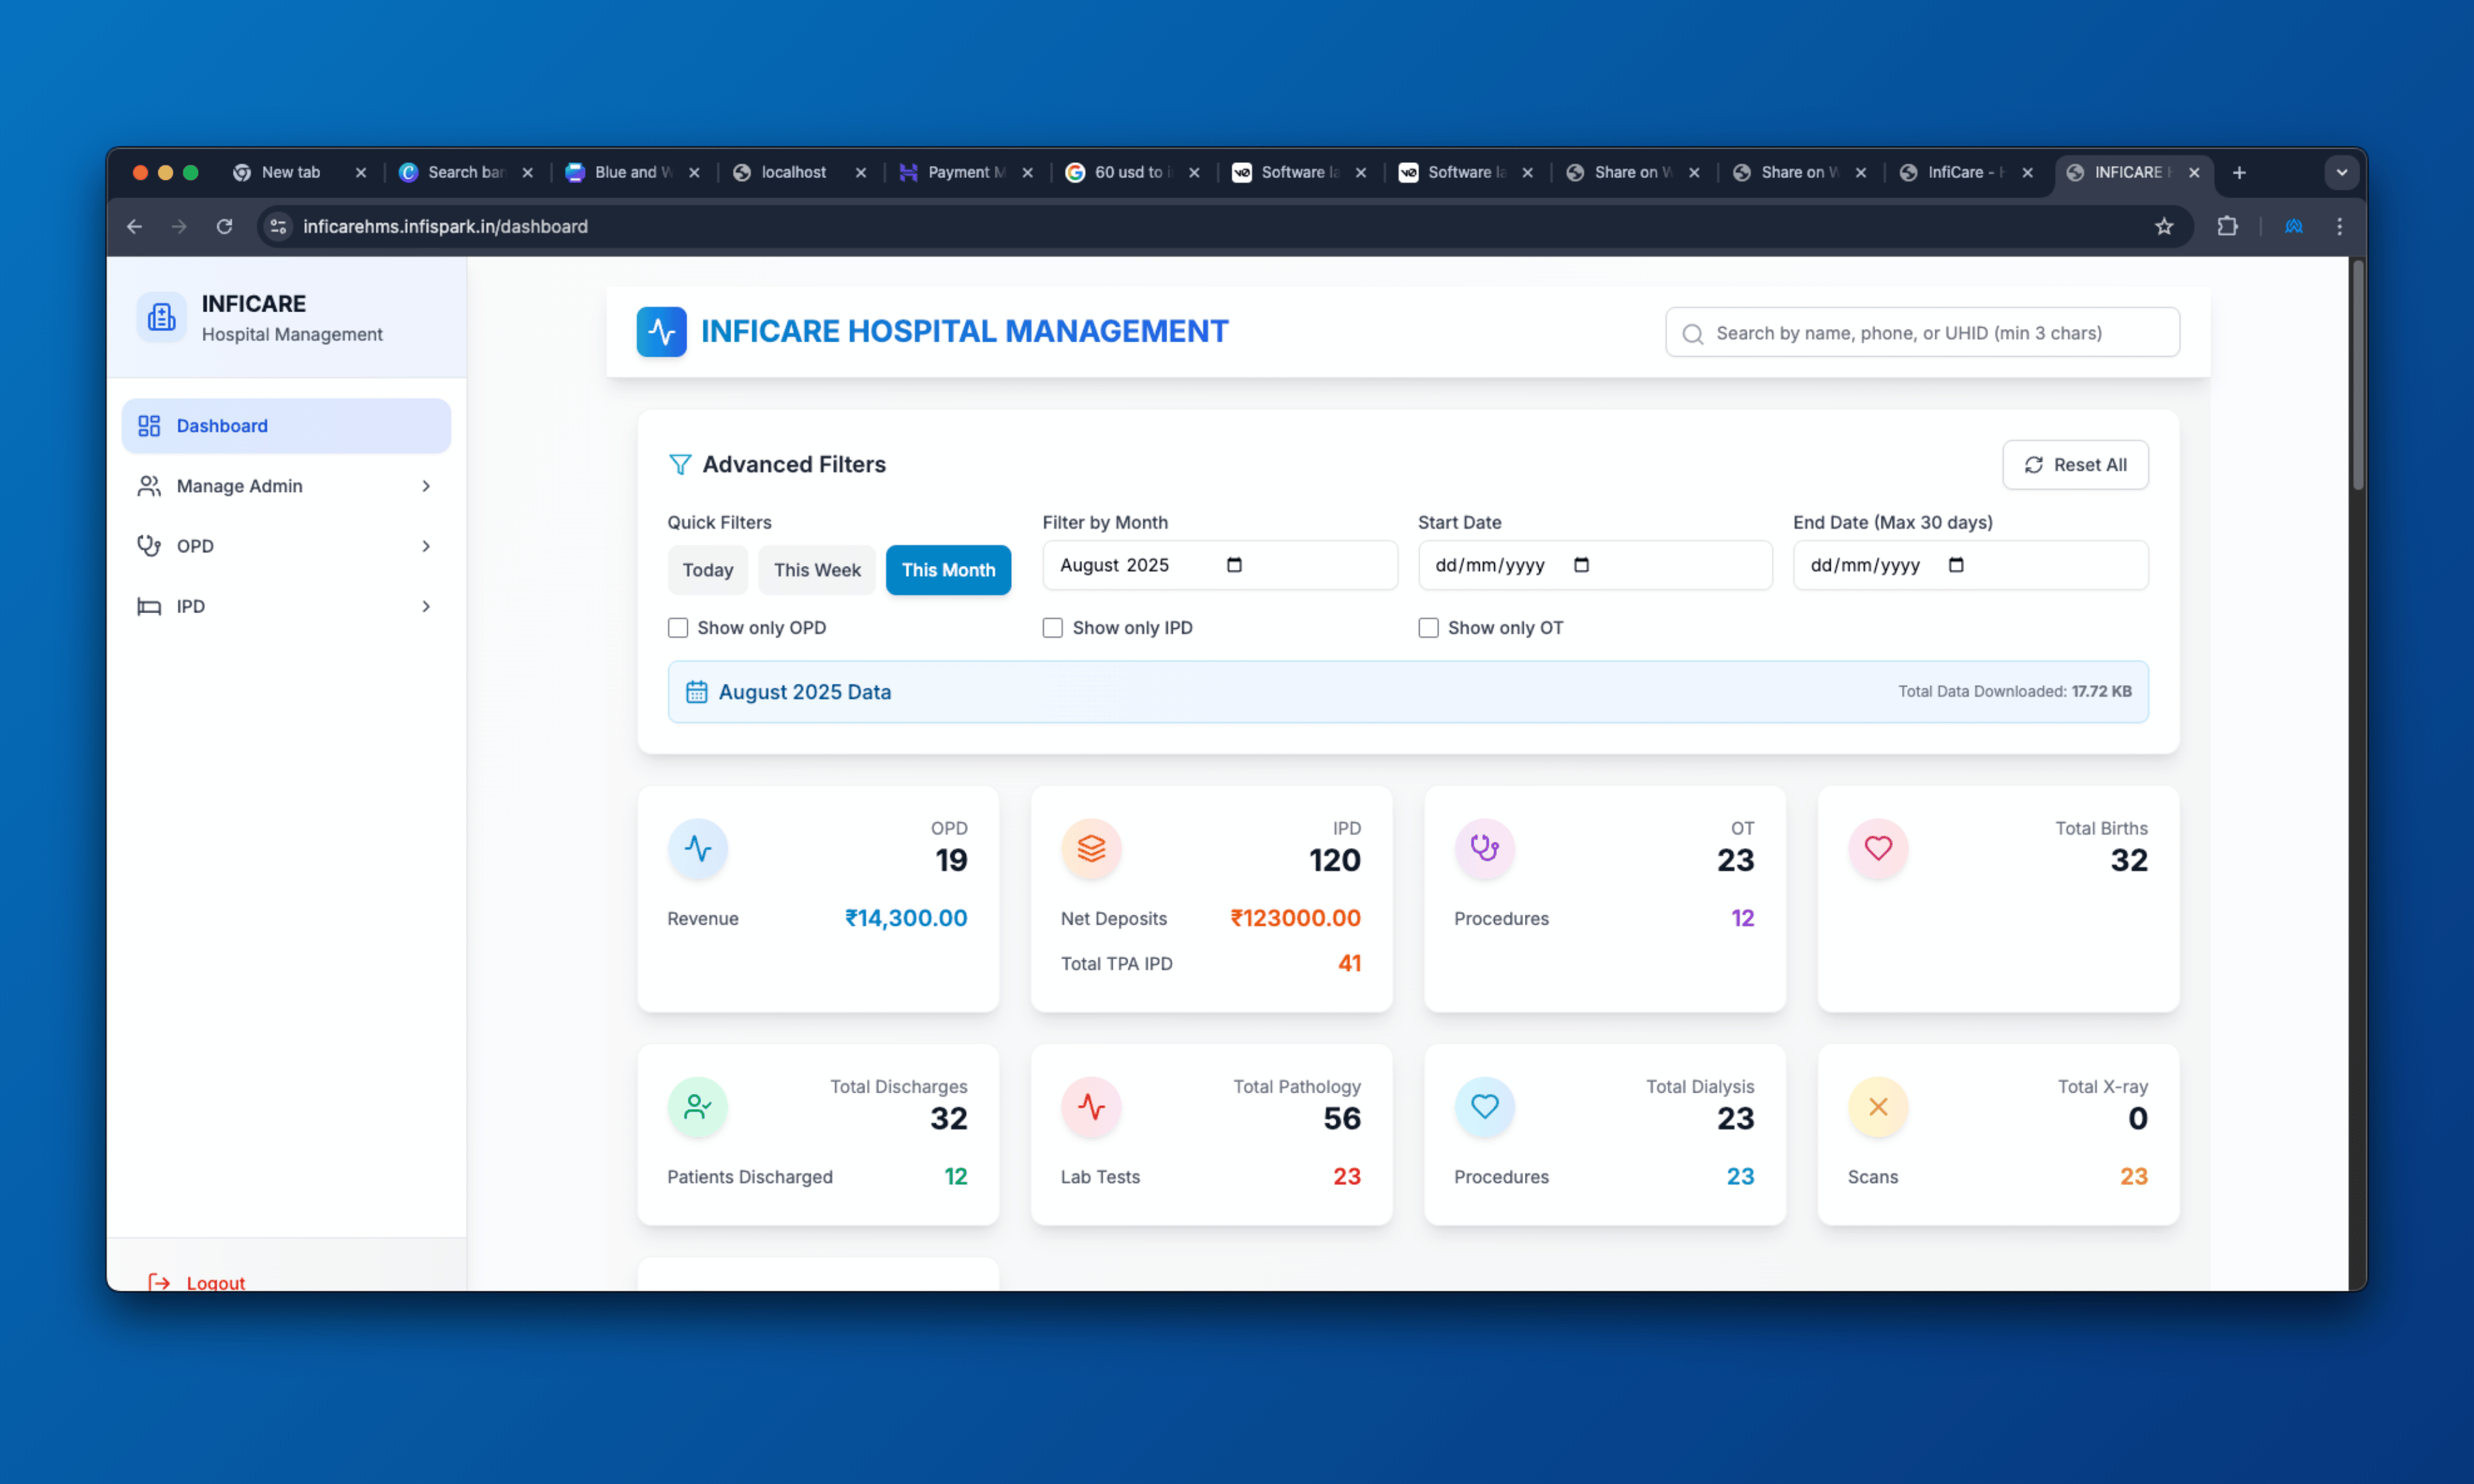 New tab
Search ban
Blue and W
localhost
Payment M
60 usd to i
Software la
Software la
Share on W
Share on W
InfiCare - H
INFICARE H
inficarehms.infispark.in/dashboard
INFICARE
Hospital Management
Dashboard
Manage Admin
OPD
IPD
Logout
INFICARE HOSPITAL MANAGEMENT
Search by name, phone, or UHID (min 3 chars)
Advanced Filters
Reset All
Quick Filters
Filter by Month
Start Date
End Date (Max 30 days)
Today
This Week
This Month
August 2025
dd/mm/yyyy
dd/mm/yyyy
Show only OPD
Show only IPD
Show only OT
August 2025 Data
Total Data Downloaded: 17.72 KB
OPD
19
Revenue ₹14,300.00
IPD
120
Net Deposits ₹123000.00
Total TPA IPD 41
OT
23
Procedures 12
Total Births
32
Total Discharges
32
Patients Discharged 12
Total Pathology
56
Lab Tests 23
Total Dialysis
23
Procedures 23
Total X-ray
0
Scans 23